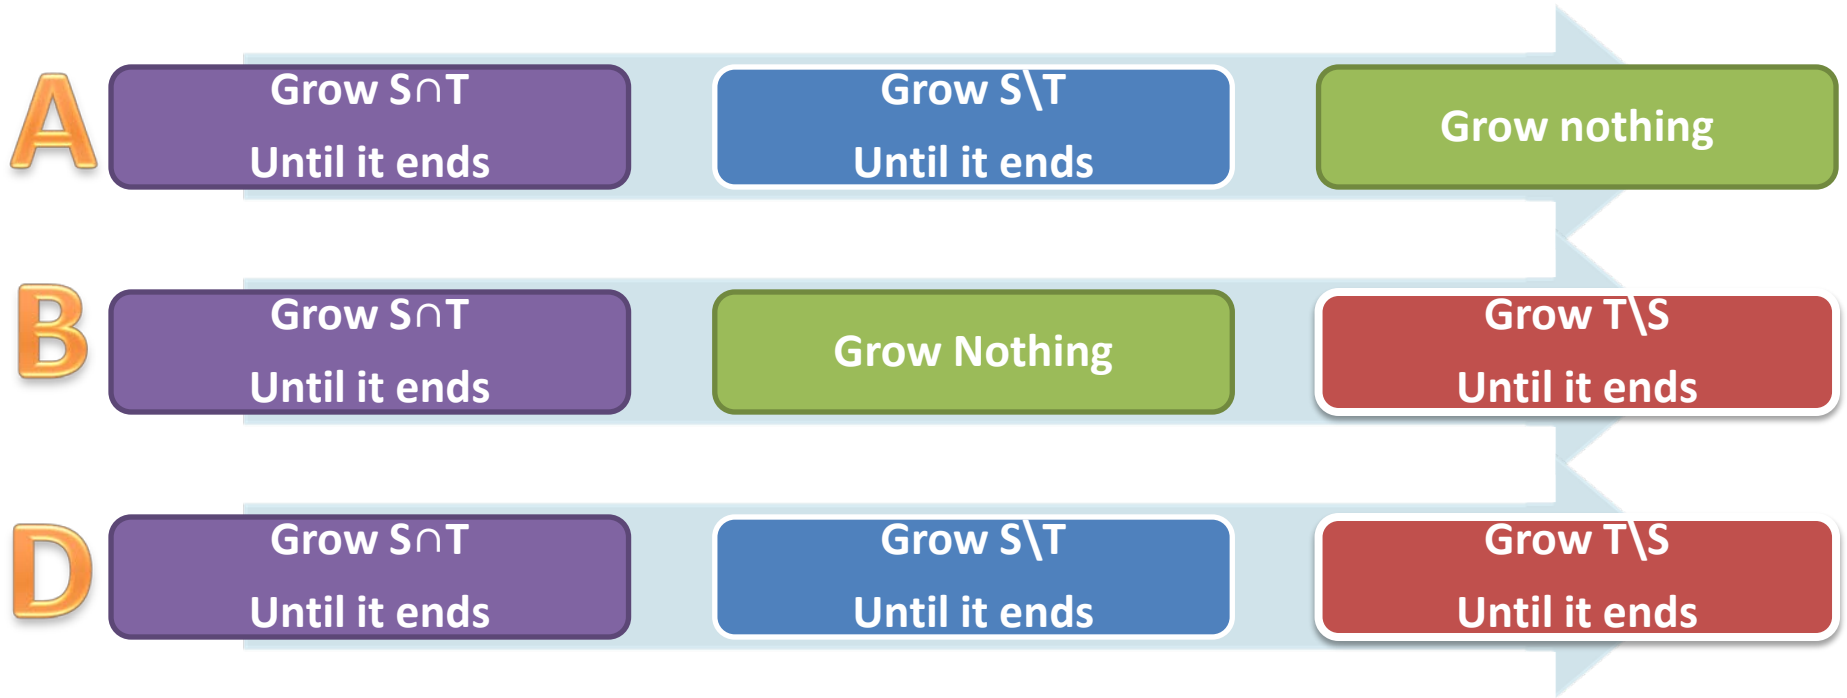 A
Grow S∩T
Until it ends
Grow S\T
Until it ends
Grow nothing
B
Grow S∩T
Until it ends
Grow Nothing
Grow T\S
Until it ends
D
Grow S∩T
Until it ends
Grow S\T
Until it ends
Grow T\S
Until it ends